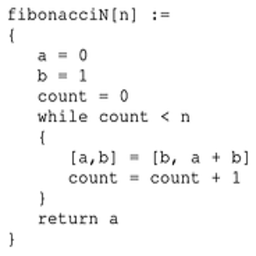 fibonacciN[n] :=
{
   a = 0
   b = 1
   count = 0
   while count < n
   {
      [a,b] = [b, a + b]
      count = count + 1
   }
   return a
}